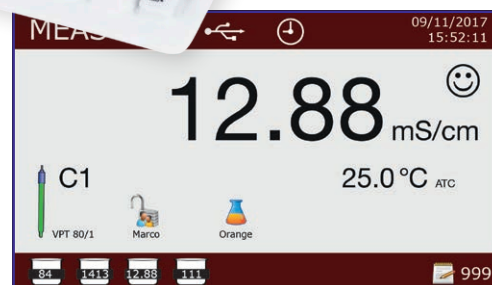 09/11/2017
15:52:11
12.88 mS/cm
C1
25.0 °C ATC
VPT 80/1
Marco
Orange
84
1413
12.88
111
999